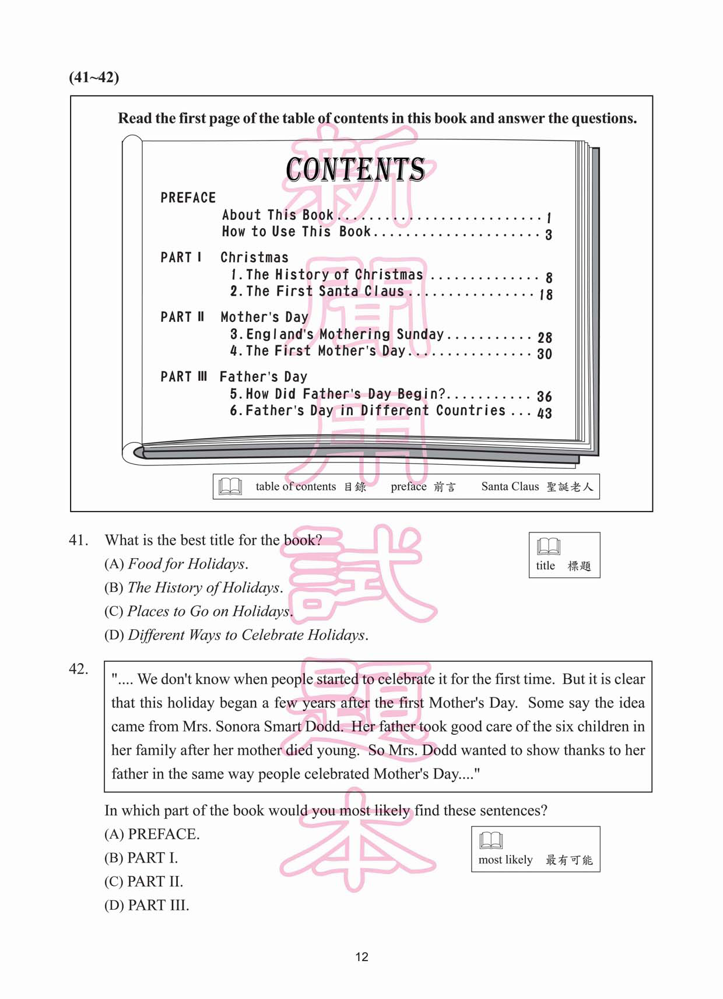 (41~42)
Read the first page of the table of contents in this book and answer the questions.
CONTENTS
PREFACE
About This Book.......................... 1
How to Use This Book..................... 3
PART I Christmas
1. The History of Christmas .............. 8
2. The First Santa Claus................ 18
PART II Mother's Day
3. England's Mothering Sunday........... 28
4. The First Mother's Day................ 30
PART III Father's Day
5. How Did Father's Day Begin?........... 36
6. Father's Day in Different Countries ... 43
table of contents 目錄 preface 前言 Santa Claus 聖誕老人
41. What is the best title for the book?
(A) Food for Holidays.
(B) The History of Holidays.
(C) Places to Go on Holidays.
(D) Different Ways to Celebrate Holidays.
title 標題
42.
".... We don't know when people started to celebrate it for the first time. But it is clear
that this holiday began a few years after the first Mother's Day. Some say the idea
came from Mrs. Sonora Smart Dodd. Her father took good care of the six children in
her family after her mother died young. So Mrs. Dodd wanted to show thanks to her
father in the same way people celebrated Mother's Day...."
In which part of the book would you most likely find these sentences?
(A) PREFACE.
(B) PART I.
(C) PART II.
(D) PART III.
most likely 最有可能
12
新聞用試題本